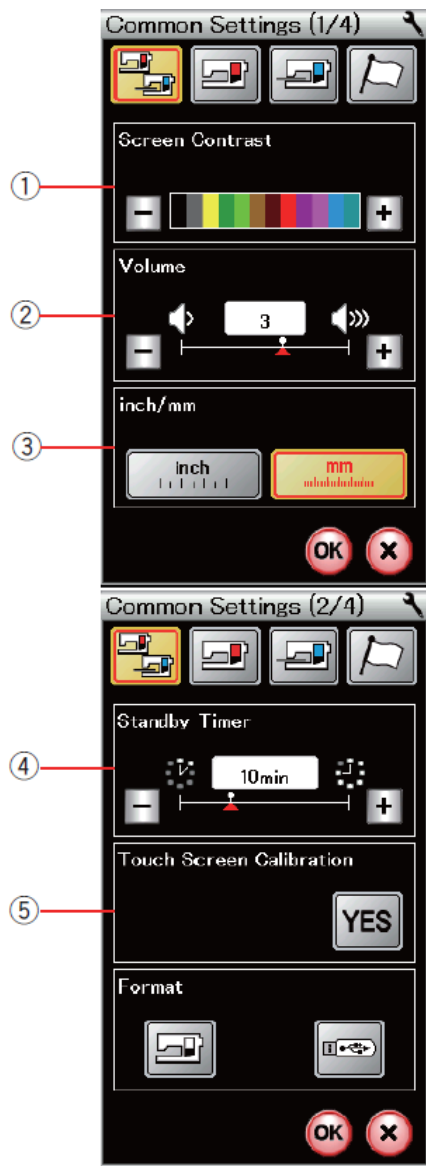 Common Settings (1/4)
Screen Contrast
①
− +
Volume
②
3
− +
inch/mm
③
inch mm
OK ×
Common Settings (2/4)
Standby Timer
④
10min
− +
Touch Screen Calibration
⑤
YES
Format
OK ×